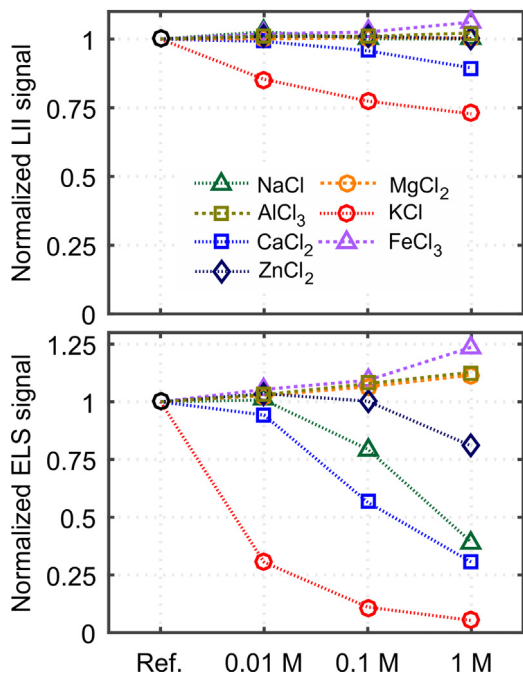 Normalized LII signal
1
0.75
0.5
0.25
0
NaCl
MgCl₂
AlCl₃
KCl
CaCl₂
FeCl₃
ZnCl₂
Normalized ELS signal
1.25
1
0.75
0.5
0.25
0
Ref. 0.01 M 0.1 M 1 M